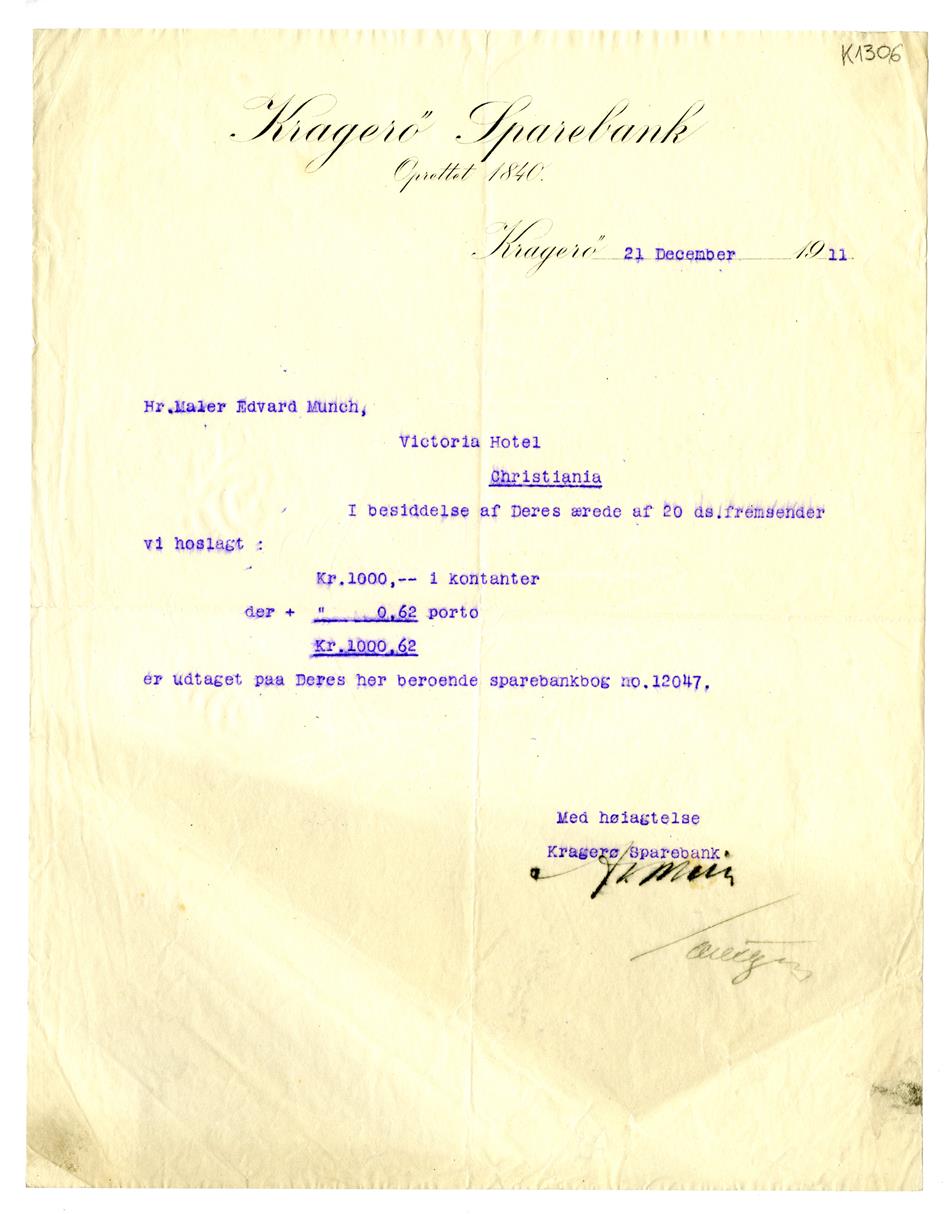 K1306
Kragerö Sparebank
Oprettet 1840.
Kragerö 21 December 1911.
Hr.Maler Edvard Munch,
Victoria Hotel
Christiania
I besiddelse af Deres ærede af 20 ds.fremsender
vi hoslagt :
Kr.1000,-- i kontanter
der + " 0,62 porto
Kr.1000,62
er udtaget paa Deres her beroende sparebankbog no.12047.
Med høiagtelse
Kragerø Sparebank